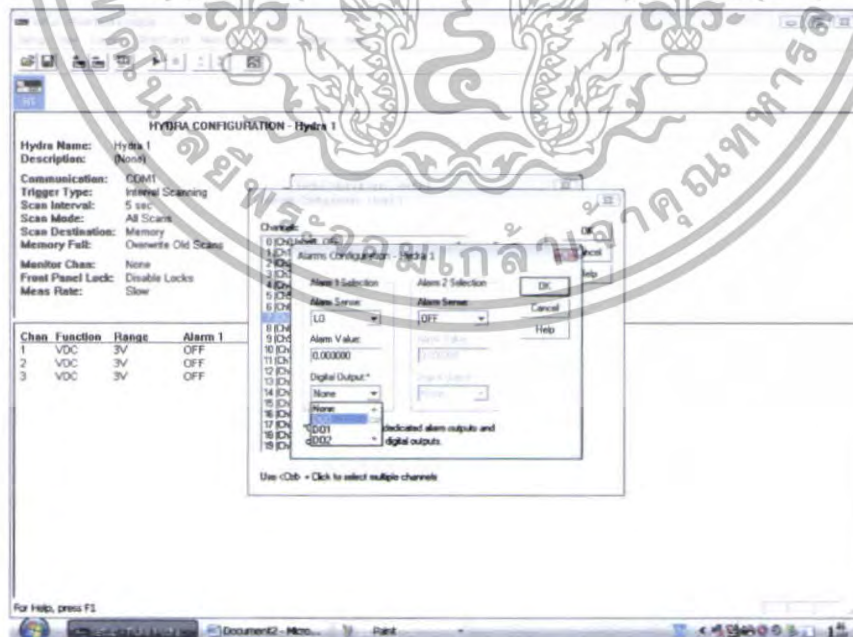 HYDRA CONFIGURATION - Hydra 1
Hydra Name: Hydra 1
Description: (None)
Communication: COM1
Trigger Type: Interval Scanning
Scan Interval: 5 sec
Scan Mode: All Scans
Scan Destination: Memory
Memory Full: Overwrite Old Scans
Monitor Chan: None
Front Panel Lock: Disable Locks
Meas Rate: Slow
Chan Function Range Alarm 1
1 VDC 3V OFF
2 VDC 3V OFF
3 VDC 3V OFF
Channels:
OK
Alarms Configuration - Hydra 1
Alarm 1 Selection
Alarm 2 Selection
OK
Cancel
Help
Alarm Sense:
Alarm Sense:
LO
OFF
Alarm Value:
0.000000
Digital Output:*
None
None
DO0
DO1
DO2
dedicated alarm outputs and
digital outputs.
Use <Ctrl> + Click to select multiple channels
For Help, press F1
Document2 - Micro...
Paint